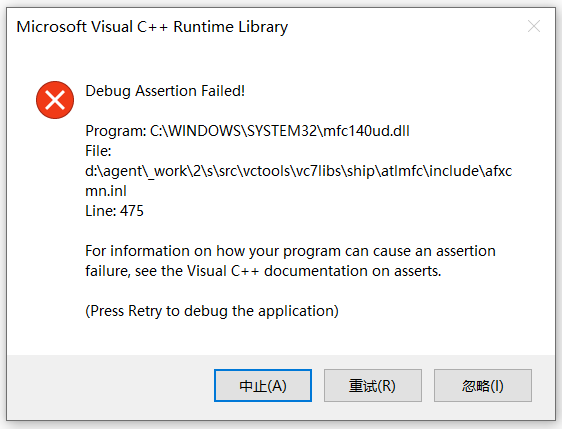 Microsoft Visual C++ Runtime Library
Debug Assertion Failed!
Program: C:\WINDOWS\SYSTEM32\mfc140ud.dll
File:
d:\agent\_work\2\s\src\vctools\vc7libs\ship\atlmfc\include\afxc
mn.inl
Line: 475
For information on how your program can cause an assertion
failure, see the Visual C++ documentation on asserts.
(Press Retry to debug the application)
中止(A)
重试(R)
忽略(I)